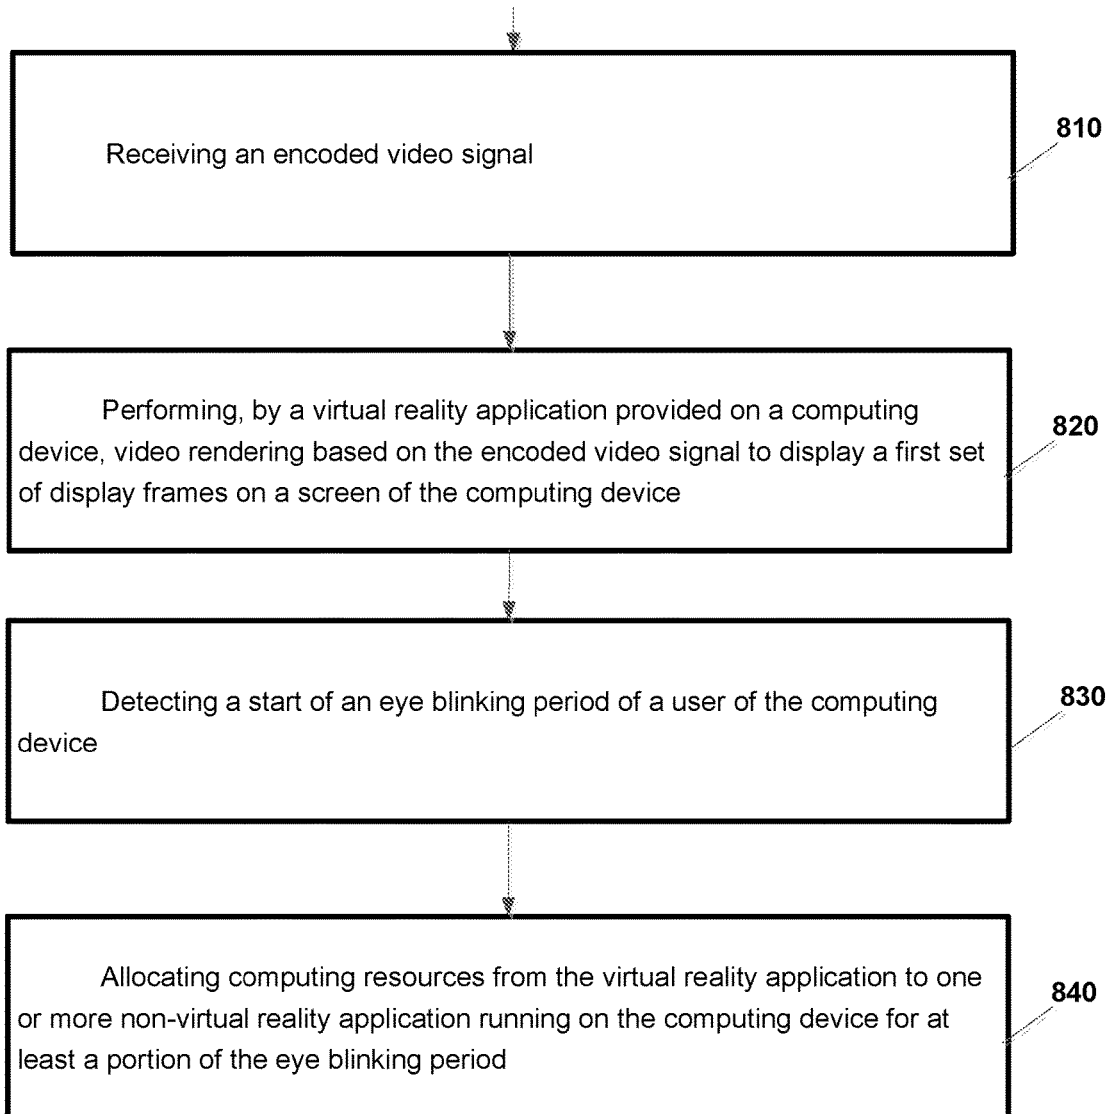 Receiving an encoded video signal
810
Performing, by a virtual reality application provided on a computing
device, video rendering based on the encoded video signal to display a first set
of display frames on a screen of the computing device
820
Detecting a start of an eye blinking period of a user of the computing
device
830
Allocating computing resources from the virtual reality application to one
or more non-virtual reality application running on the computing device for at
least a portion of the eye blinking period
840